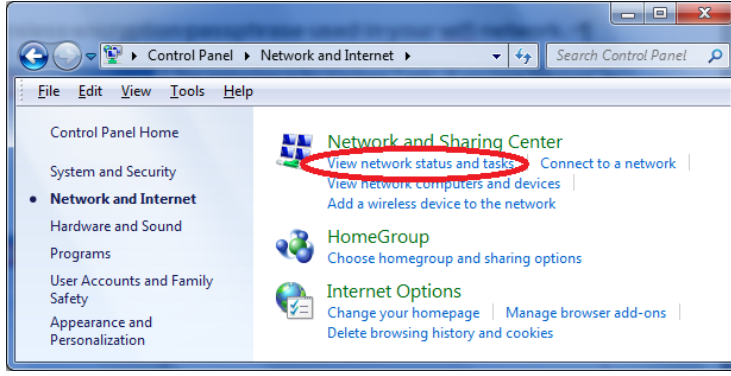 Control Panel Network and Internet Search Control Panel
File Edit View Tools Help
Control Panel Home
System and Security
Network and Internet
Hardware and Sound
Programs
User Accounts and Family
Safety
Appearance and
Personalization
Network and Sharing Center
View network status and tasks Connect to a network
View network computers and devices
Add a wireless device to the network
HomeGroup
Choose homegroup and sharing options
Internet Options
Change your homepage Manage browser add-ons
Delete browsing history and cookies